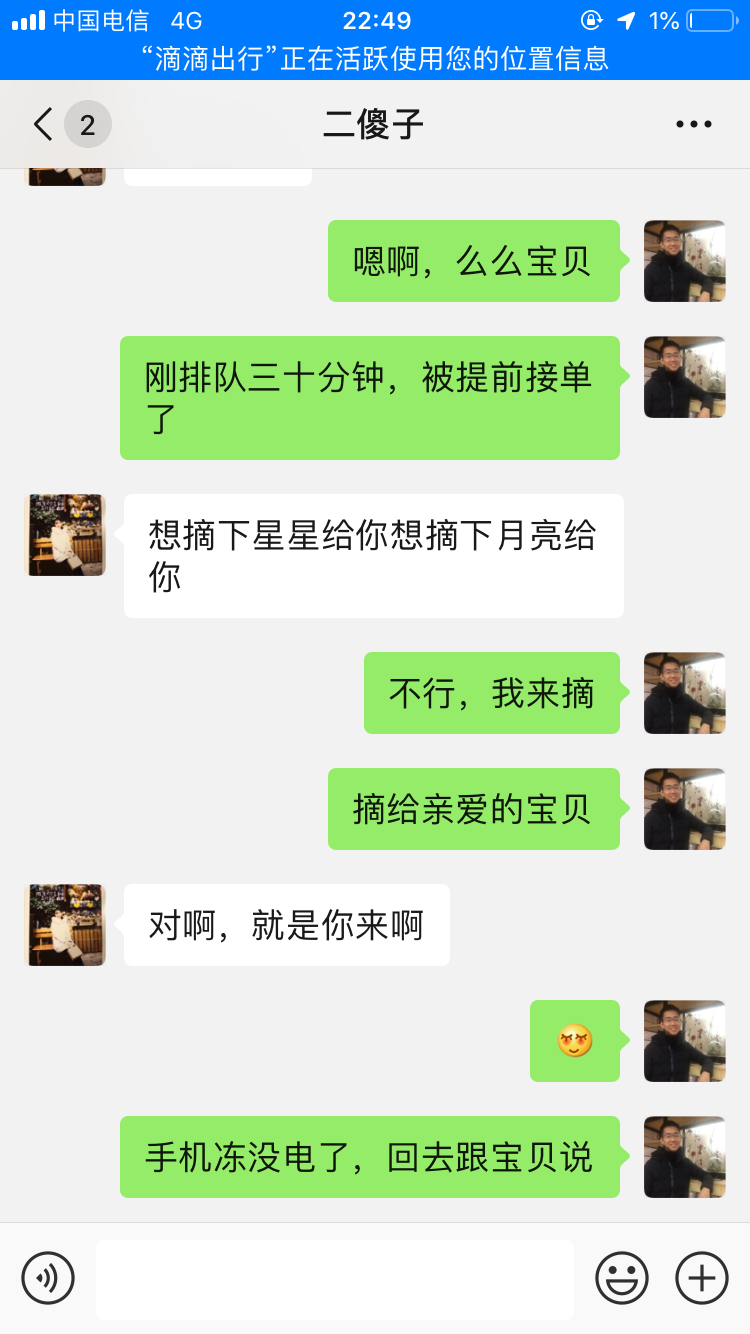 中国电信 4G 22:49 1%
“滴滴出行”正在活跃使用您的位置信息
2 二傻子
嗯啊，么么宝贝
刚排队三十分钟，被提前接单
了
想摘下星星给你想摘下月亮给
你
不行，我来摘
摘给亲爱的宝贝
对啊，就是你来啊
手机冻没电了，回去跟宝贝说